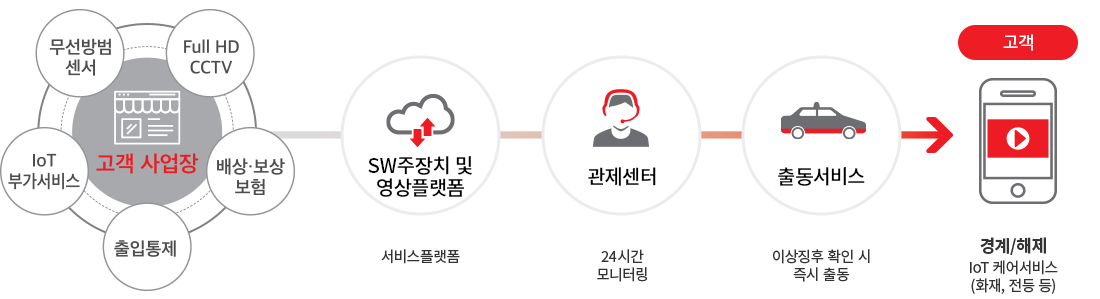 무선방범
센서
Full HD
CCTV
IoT
부가서비스
고객 사업장
배상·보상
보험
출입통제
SW주장치 및
영상플랫폼
서비스플랫폼
관제센터
24시간
모니터링
출동서비스
이상징후 확인 시
즉시 출동
고객
경계/해제
IoT 케어서비스
(화재, 전등 등)